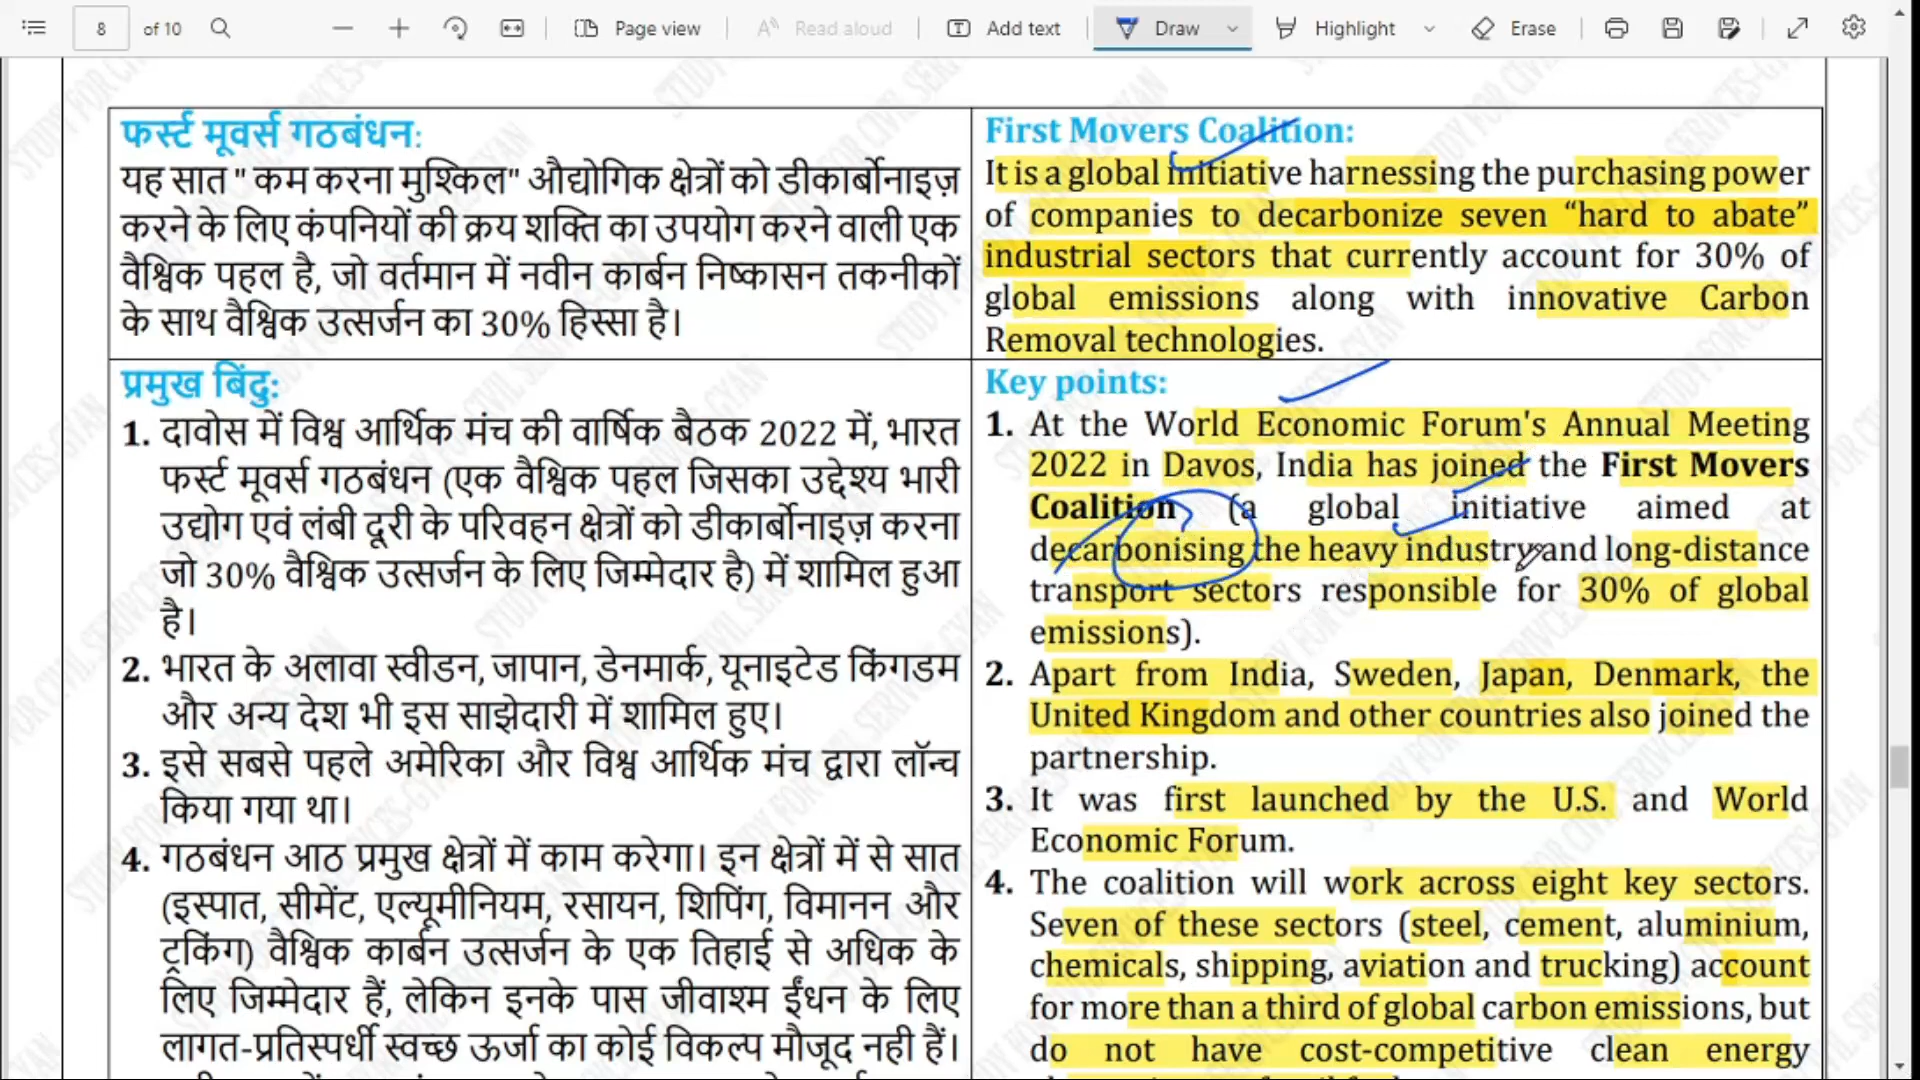 8 of 10 Page view Read aloud Add text Draw Highlight Erase
फर्स्ट मूवर्स गठबंधन:
यह सात " कम करना मुश्किल" औद्योगिक क्षेत्रों को डीकार्बोनाइज़
करने के लिए कंपनियों की क्रय शक्ति का उपयोग करने वाली एक
वैश्विक पहल है, जो वर्तमान में नवीन कार्बन निष्कासन तकनीकों
के साथ वैश्विक उत्सर्जन का 30% हिस्सा है।
First Movers Coalition:
It is a global initiative harnessing the purchasing power
of companies to decarbonize seven “hard to abate”
industrial sectors that currently account for 30% of
global emissions along with innovative Carbon
Removal technologies.
प्रमुख बिंदु:
1. दावोस में विश्व आर्थिक मंच की वार्षिक बैठक 2022 में, भारत
फर्स्ट मूवर्स गठबंधन (एक वैश्विक पहल जिसका उद्देश्य भारी
उद्योग एवं लंबी दूरी के परिवहन क्षेत्रों को डीकार्बोनाइज़ करना
जो 30% वैश्विक उत्सर्जन के लिए जिम्मेदार है) में शामिल हुआ
है।
2. भारत के अलावा स्वीडन, जापान, डेनमार्क, यूनाइटेड किंगडम
और अन्य देश भी इस साझेदारी में शामिल हुए।
3. इसे सबसे पहले अमेरिका और विश्व आर्थिक मंच द्वारा लॉन्च
किया गया था।
4. गठबंधन आठ प्रमुख क्षेत्रों में काम करेगा। इन क्षेत्रों में से सात
(इस्पात, सीमेंट, एल्यूमीनियम, रसायन, शिपिंग, विमानन और
ट्रकिंग) वैश्विक कार्बन उत्सर्जन के एक तिहाई से अधिक के
लिए जिम्मेदार हैं, लेकिन इनके पास जीवाश्म ईंधन के लिए
लागत-प्रतिस्पर्धी स्वच्छ ऊर्जा का कोई विकल्प मौजूद नही हैं।
Key points:
1. At the World Economic Forum's Annual Meeting
2022 in Davos, India has joined the First Movers
Coalition (a global initiative aimed at
decarbonising the heavy industry and long-distance
transport sectors responsible for 30% of global
emissions).
2. Apart from India, Sweden, Japan, Denmark, the
United Kingdom and other countries also joined the
partnership.
3. It was first launched by the U.S. and World
Economic Forum.
4. The coalition will work across eight key sectors.
Seven of these sectors (steel, cement, aluminium,
chemicals, shipping, aviation and trucking) account
for more than a third of global carbon emissions, but
do not have cost-competitive clean energy